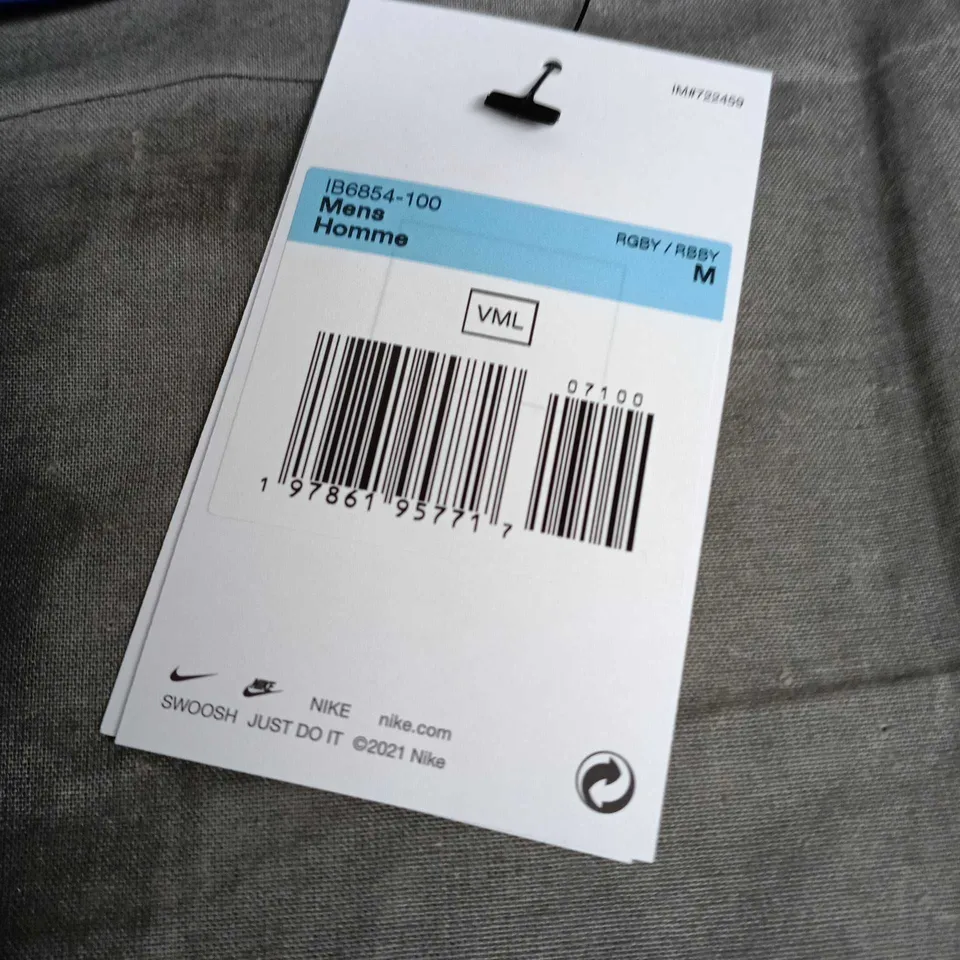 IM#722459
IB6854-100
Mens
Homme
RGBY / RBBY
M
VML
07100
1 97861 95771 7
NIKE nike.com
SWOOSH JUST DO IT ©2021 Nike